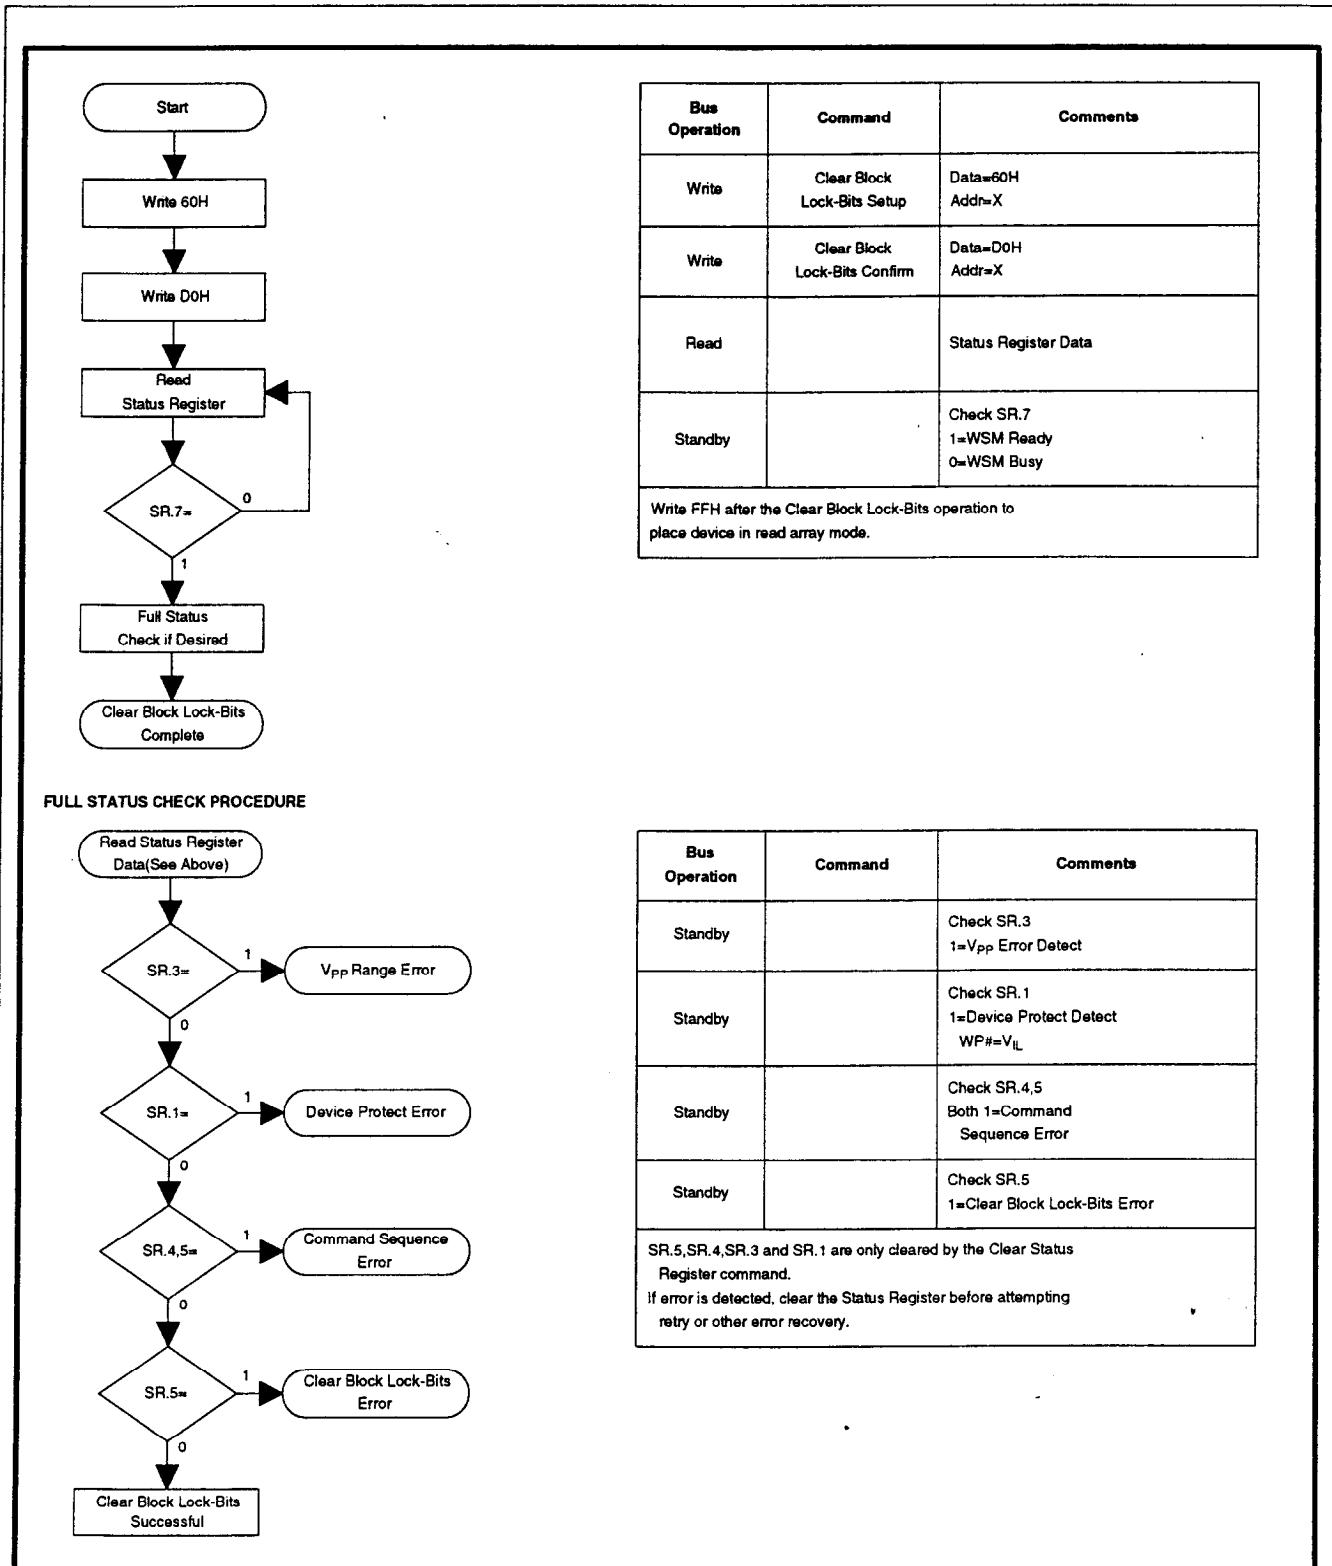 Start
Write 60H
Write D0H
Read
Status Register
SR.7=
0
1
Full Status
Check if Desired
Clear Block Lock-Bits
Complete
Bus
Operation
Command
Comments
Write
Clear Block
Lock-Bits Setup
Data=60H
Addr=X
Write
Clear Block
Lock-Bits Confirm
Data=D0H
Addr=X
Read
Status Register Data
Standby
Check SR.7
1=WSM Ready
0=WSM Busy
Write FFH after the Clear Block Lock-Bits operation to
place device in read array mode.
FULL STATUS CHECK PROCEDURE
Read Status Register
Data(See Above)
SR.3=
1
VPP Range Error
0
SR.1=
1
Device Protect Error
0
SR.4,5=
1
Command Sequence
Error
0
SR.5=
1
Clear Block Lock-Bits
Error
0
Clear Block Lock-Bits
Successful
Bus
Operation
Command
Comments
Standby
Check SR.3
1=VPP Error Detect
Standby
Check SR.1
1=Device Protect Detect
WP#=VIL
Standby
Check SR.4,5
Both 1=Command
Sequence Error
Standby
Check SR.5
1=Clear Block Lock-Bits Error
SR.5,SR.4,SR.3 and SR.1 are only cleared by the Clear Status
Register command.
If error is detected, clear the Status Register before attempting
retry or other error recovery.